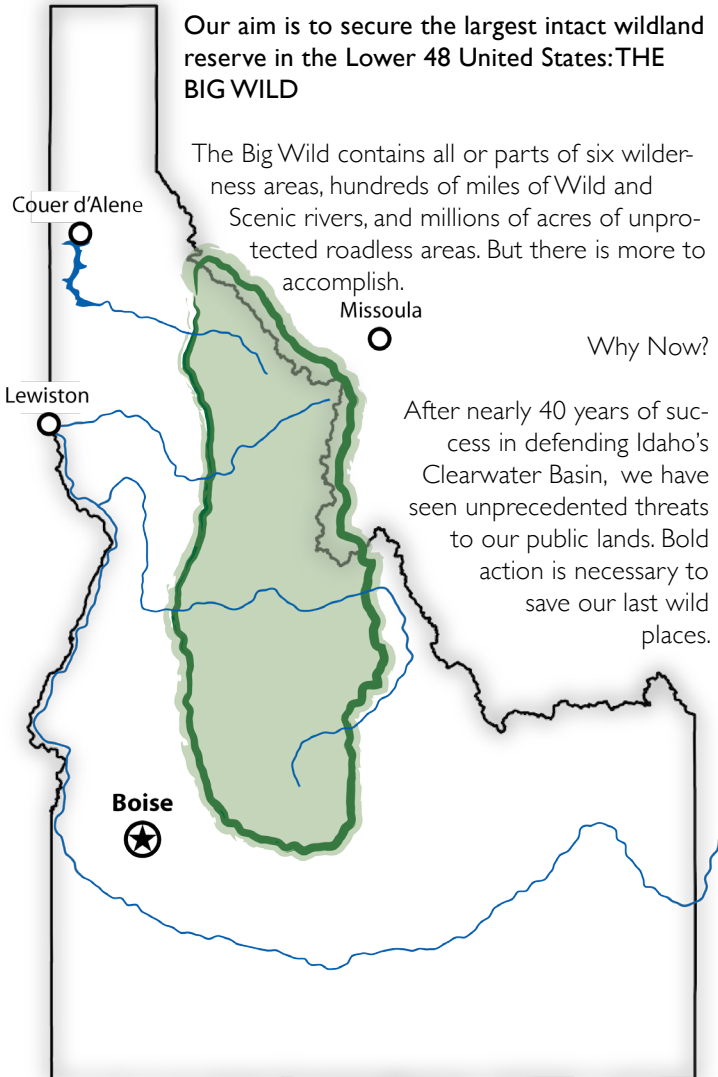 Our aim is to secure the largest intact wildland
reserve in the Lower 48 United States: THE
BIG WILD
The Big Wild contains all or parts of six wilder-
ness areas, hundreds of miles of Wild and
Scenic rivers, and millions of acres of unpro-
tected roadless areas. But there is more to
accomplish.
Couer d'Alene
Missoula
Why Now?
Lewiston
After nearly 40 years of suc-
cess in defending Idaho's
Clearwater Basin, we have
seen unprecedented threats
to our public lands. Bold
action is necessary to
save our last wild
places.
Boise